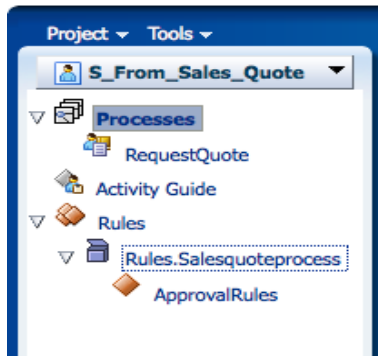 Project Tools
S_From_Sales_Quote
Processes
RequestQuote
Activity Guide
Rules
Rules.Salesquoteprocess
ApprovalRules